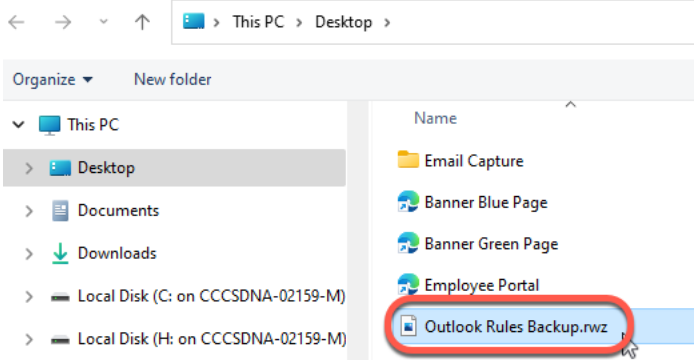 This PC > Desktop >
Organize New folder
This PC
Desktop
Documents
Downloads
Local Disk (C: on CCCSDNA-02159-M)
Local Disk (H: on CCCSDNA-02159-M)
Name
Email Capture
Banner Blue Page
Banner Green Page
Employee Portal
Outlook Rules Backup.rwz